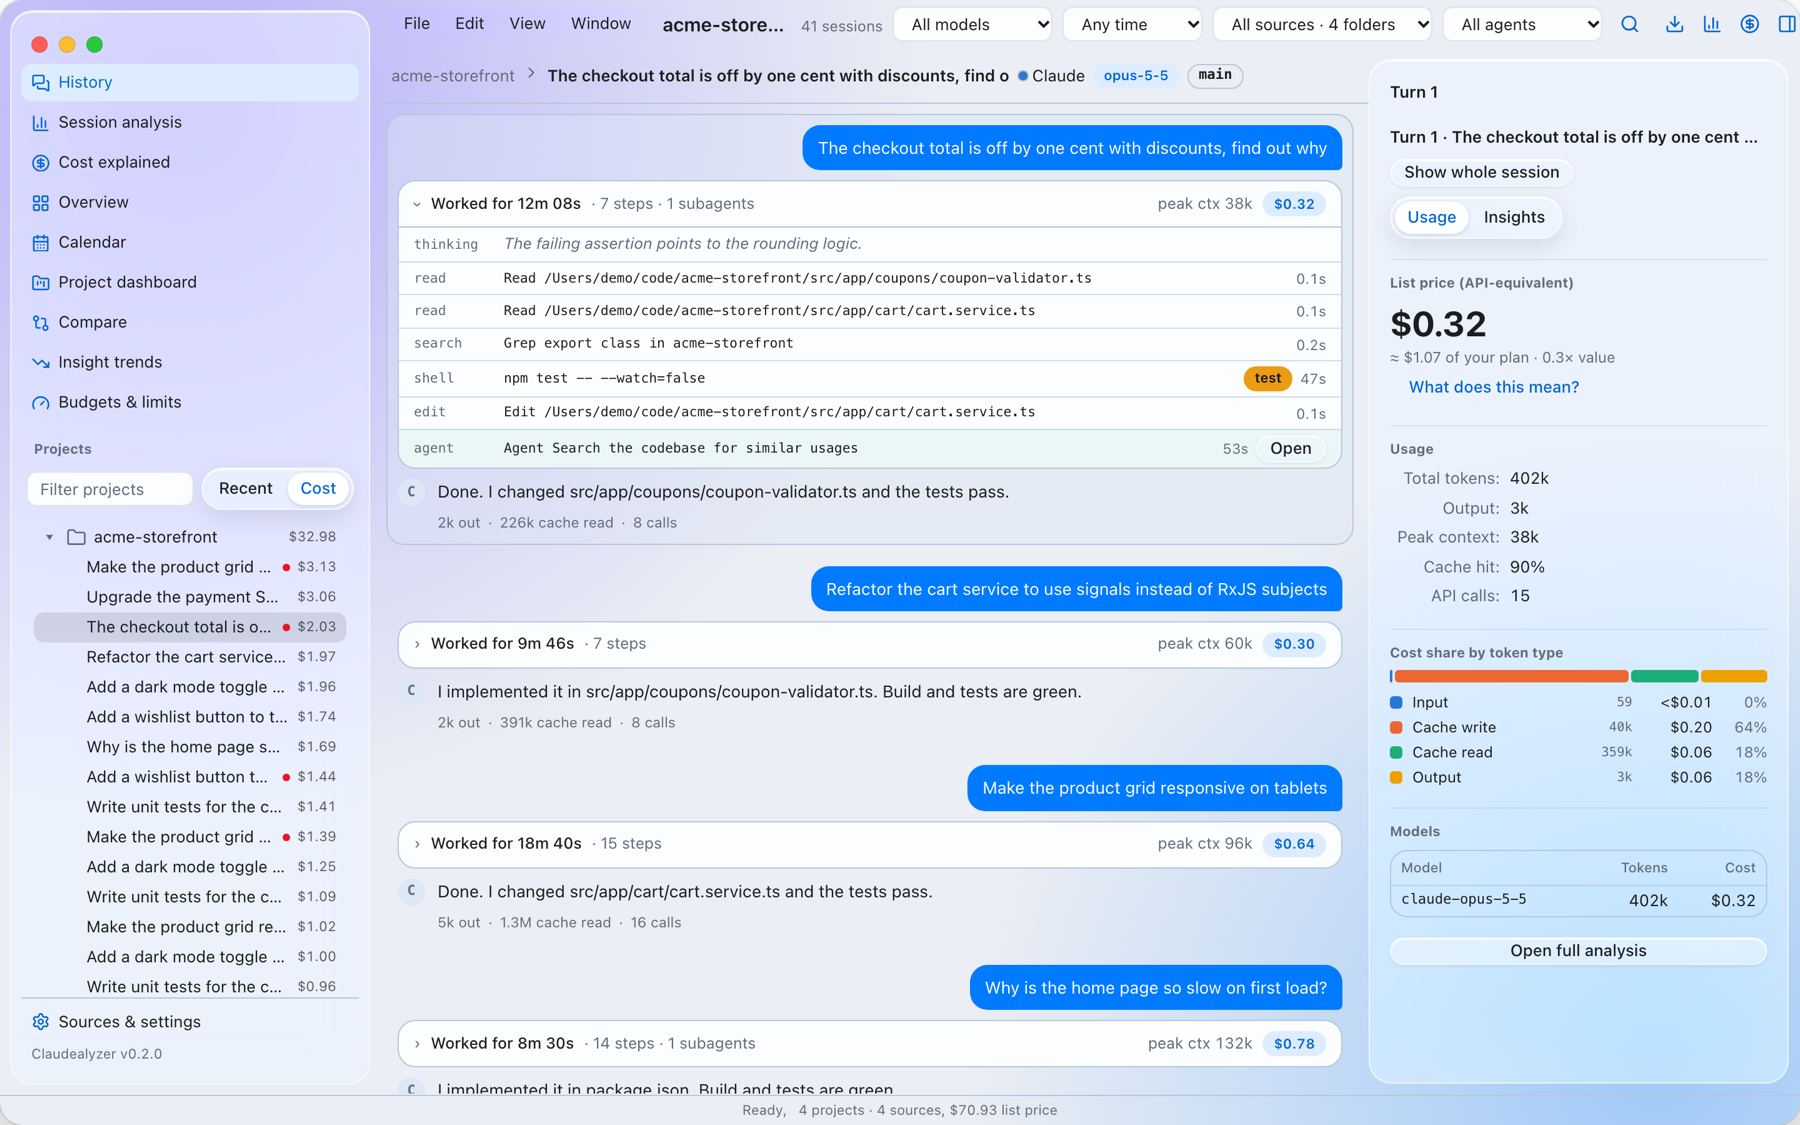 File Edit View Window acme-store... 41 sessions All models Any time All sources · 4 folders All agents
History
Session analysis
Cost explained
Overview
Calendar
Project dashboard
Compare
Insight trends
Budgets & limits
Projects
Filter projects Recent Cost
acme-storefront $32.98
Make the product grid ... $3.13
Upgrade the payment S... $3.06
The checkout total is o... $2.03
Refactor the cart service... $1.97
Add a dark mode toggle ... $1.96
Add a wishlist button to t... $1.74
Why is the home page s... $1.69
Add a wishlist button t... $1.44
Write unit tests for the c... $1.41
Make the product grid ... $1.39
Add a dark mode toggle ... $1.25
Write unit tests for the c... $1.09
Make the product grid re... $1.02
Add a dark mode toggle ... $1.00
Write unit tests for the c... $0.96
Sources & settings
Claudealyzer v0.2.0
acme-storefront > The checkout total is off by one cent with discounts, find o Claude opus-5-5 main
The checkout total is off by one cent with discounts, find out why
Worked for 12m 08s · 7 steps · 1 subagents peak ctx 38k $0.32
thinking The failing assertion points to the rounding logic.
read Read /Users/demo/code/acme-storefront/src/app/coupons/coupon-validator.ts 0.1s
read Read /Users/demo/code/acme-storefront/src/app/cart/cart.service.ts 0.1s
search Grep export class in acme-storefront 0.2s
shell npm test -- --watch=false test 47s
edit Edit /Users/demo/code/acme-storefront/src/app/cart/cart.service.ts 0.1s
agent Agent Search the codebase for similar usages 53s Open
C Done. I changed src/app/coupons/coupon-validator.ts and the tests pass.
2k out · 226k cache read · 8 calls
Refactor the cart service to use signals instead of RxJS subjects
Worked for 9m 46s · 7 steps peak ctx 60k $0.30
C I implemented it in src/app/coupons/coupon-validator.ts. Build and tests are green.
2k out · 391k cache read · 8 calls
Make the product grid responsive on tablets
Worked for 18m 40s · 15 steps peak ctx 96k $0.64
C Done. I changed src/app/cart/cart.service.ts and the tests pass.
5k out · 1.3M cache read · 16 calls
Why is the home page so slow on first load?
Worked for 8m 30s · 14 steps · 1 subagents peak ctx 132k $0.78
C I implemented it in package.json. Build and tests are green.
Turn 1
Turn 1 · The checkout total is off by one cent ...
Show whole session
Usage Insights
List price (API-equivalent)
$0.32
≈ $1.07 of your plan · 0.3× value
What does this mean?
Usage
Total tokens: 402k
Output: 3k
Peak context: 38k
Cache hit: 90%
API calls: 15
Cost share by token type
Input 59 <$0.01 0%
Cache write 40k $0.20 64%
Cache read 359k $0.06 18%
Output 3k $0.06 18%
Models
Model Tokens Cost
claude-opus-5-5 402k $0.32
Open full analysis
Ready, 4 projects · 4 sources, $70.93 list price